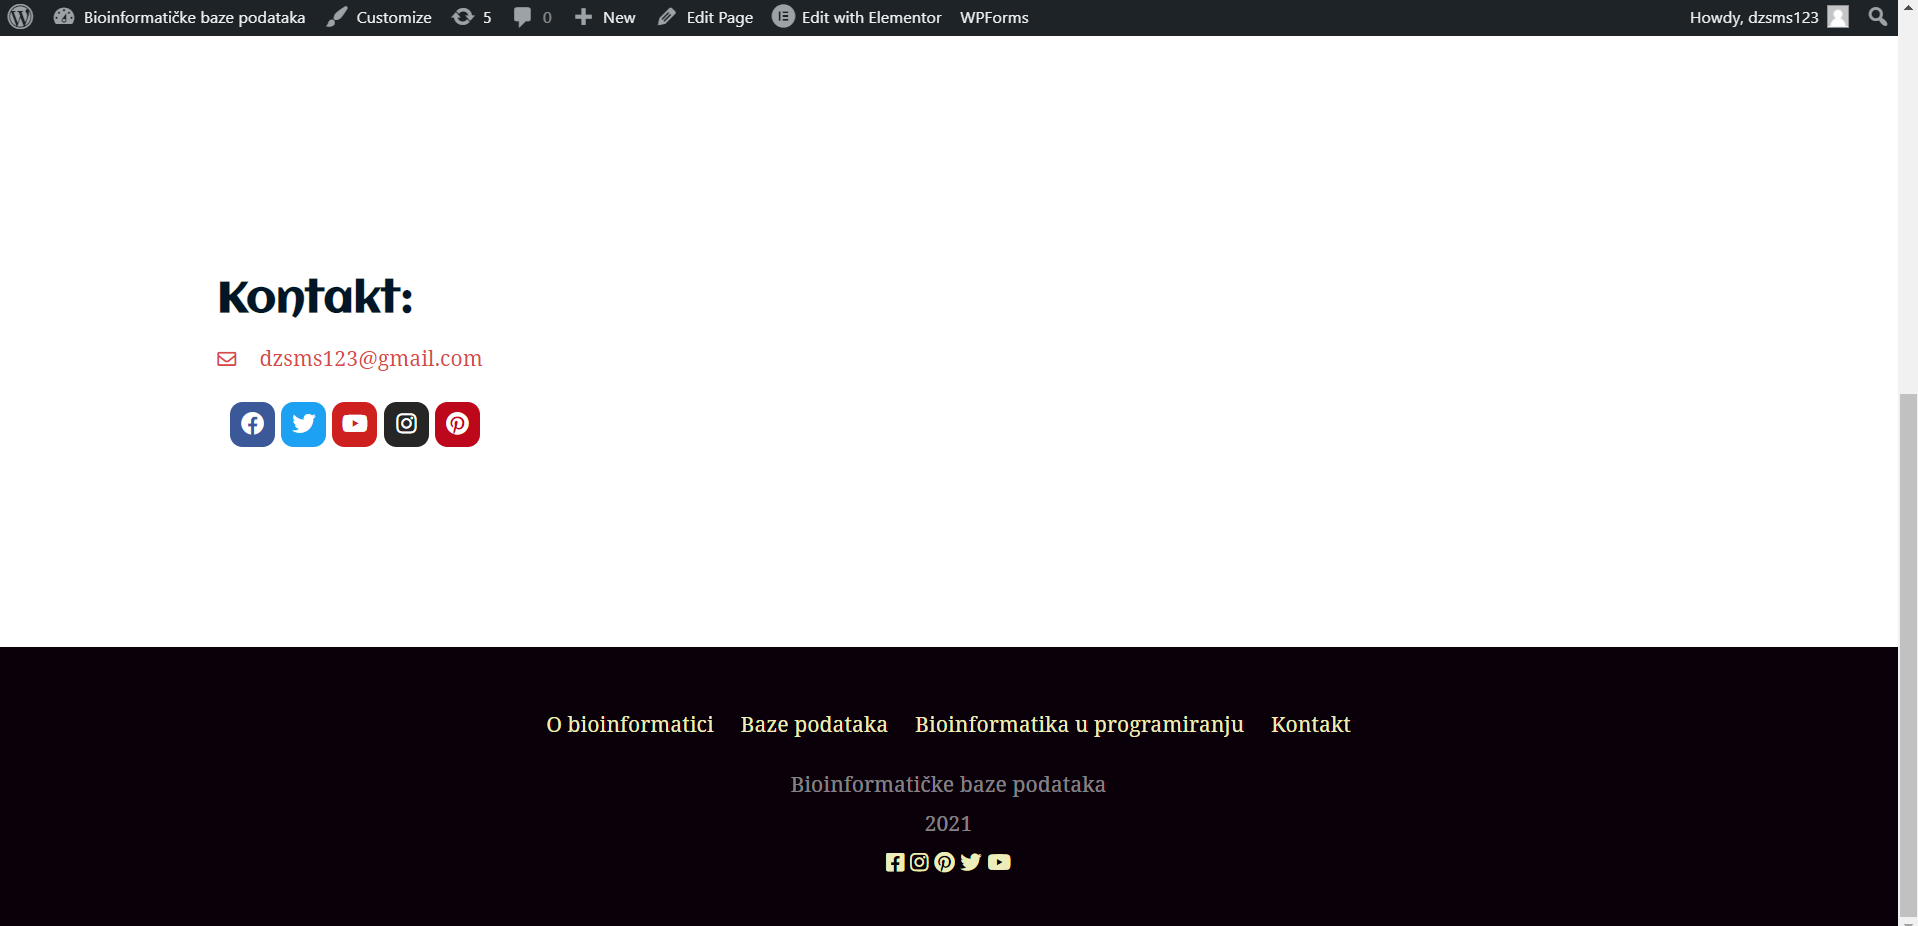 Bioinformatičke baze podataka Customize 5 0 New Edit Page Edit with Elementor WPForms Howdy, dzsms123
Kontakt:
dzsms123@gmail.com
O bioinformatici Baze podataka Bioinformatika u programiranju Kontakt
Bioinformatičke baze podataka
2021